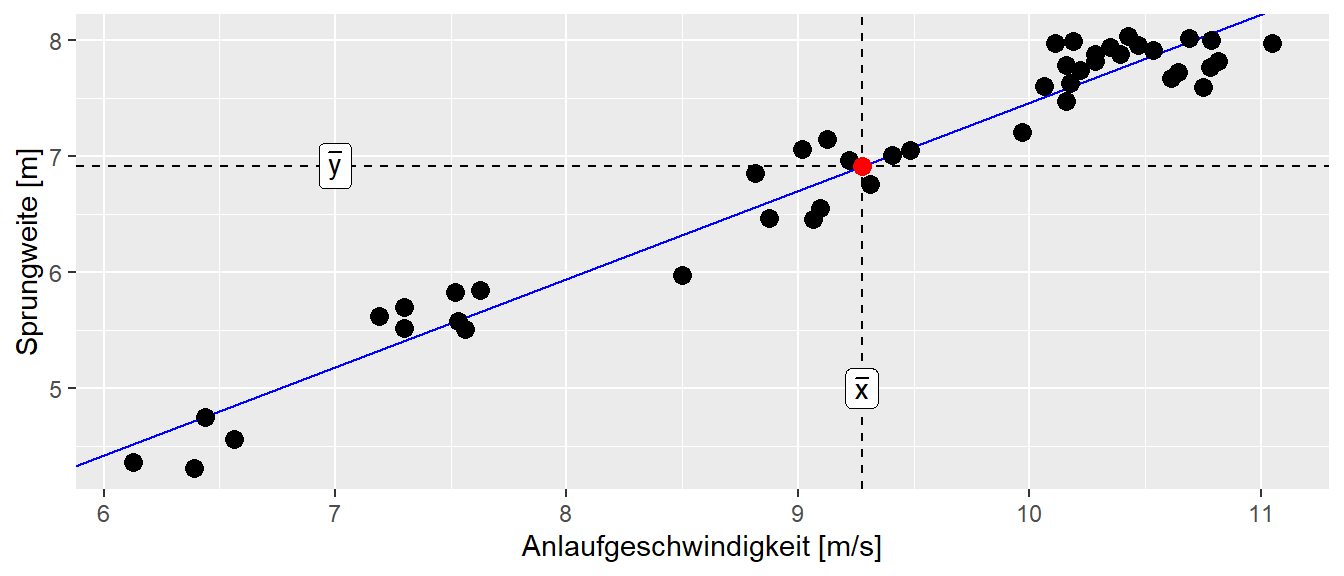 Sprungweite [m]
8
7
6
5
y̅
x̅
6 7 8 9 10 11
Anlaufgeschwindigkeit [m/s]